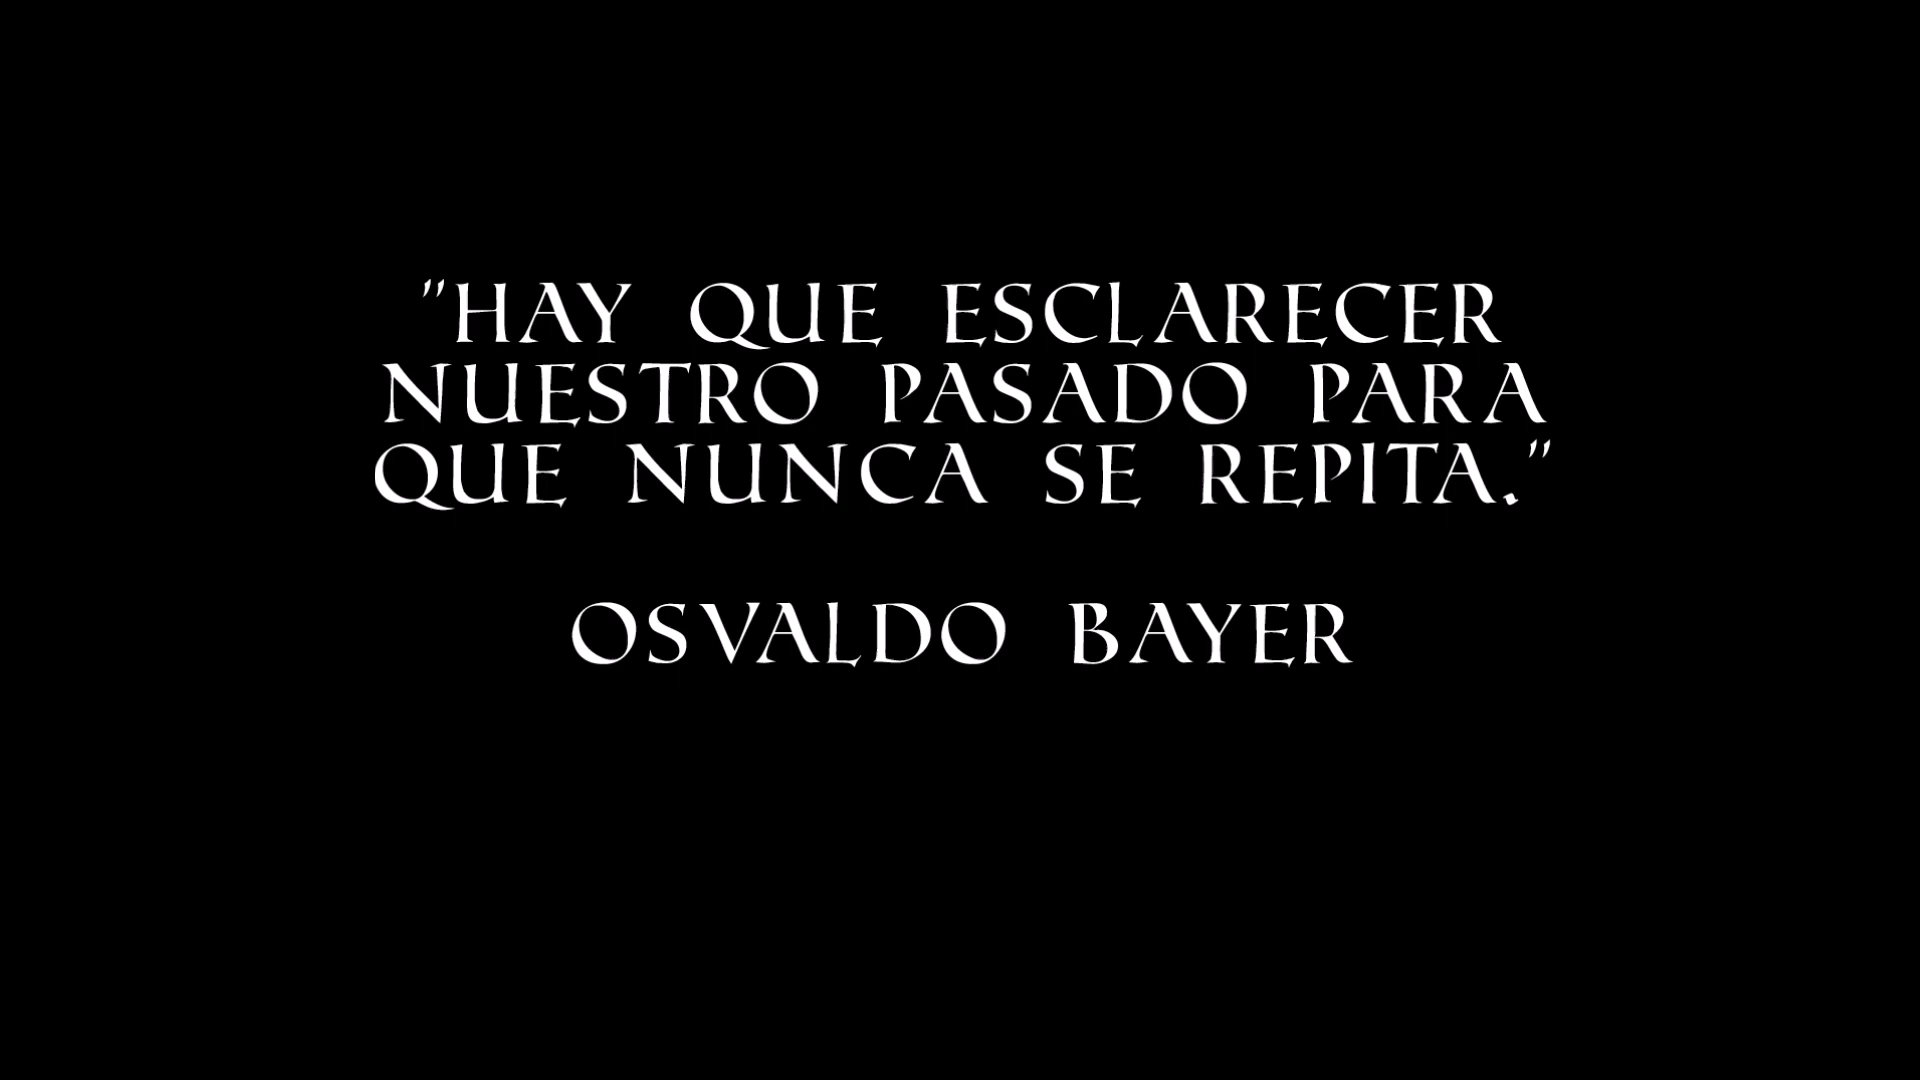 "HAY QUE ESCLARECER
NUESTRO PASADO PARA
QUE NUNCA SE REPITA."
OSVALDO BAYER